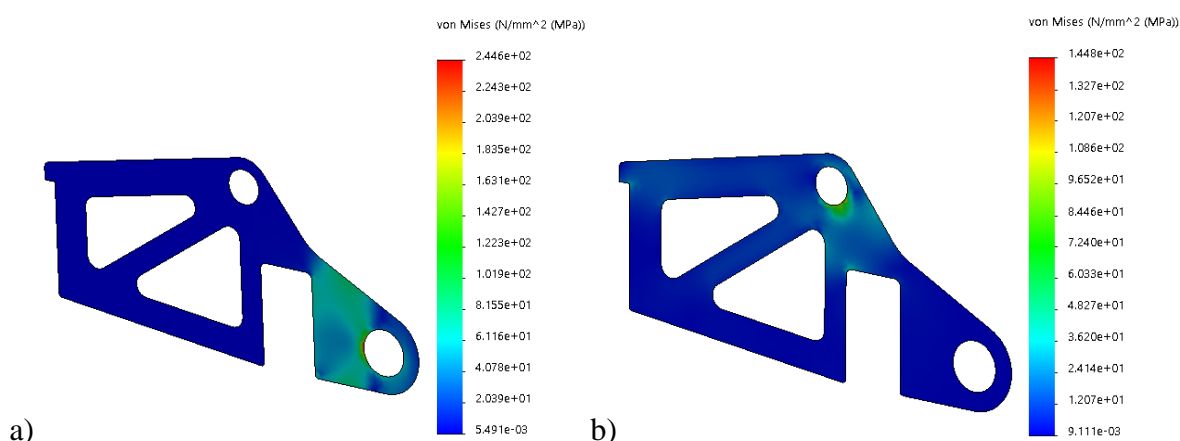 von Mises (N/mm^2 (MPa))
2.446e+02
2.243e+02
2.039e+02
1.835e+02
1.631e+02
1.427e+02
1.223e+02
1.019e+02
8.155e+01
6.116e+01
4.078e+01
2.039e+01
5.491e-03
a)
von Mises (N/mm^2 (MPa))
1.448e+02
1.327e+02
1.207e+02
1.086e+02
9.652e+01
8.446e+01
7.240e+01
6.033e+01
4.827e+01
3.620e+01
2.414e+01
1.207e+01
9.111e-03
b)